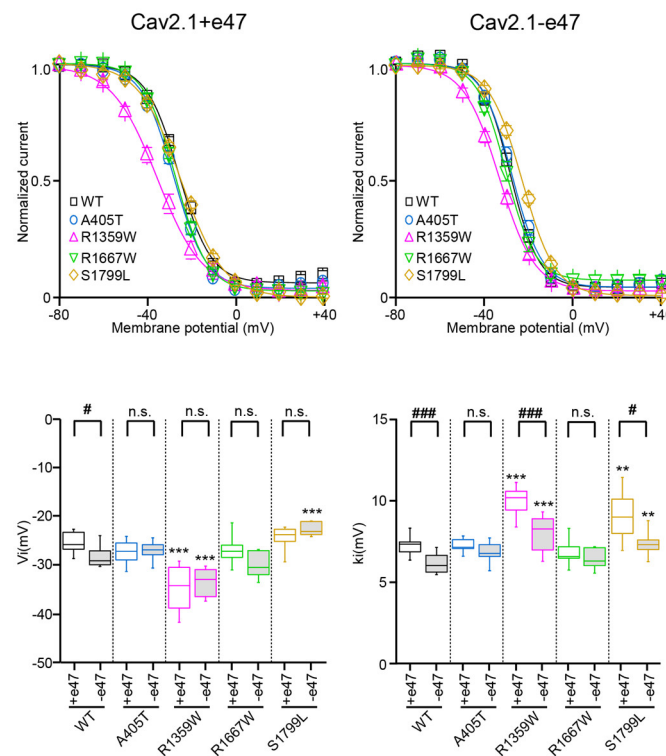 Cav2.1+e47
Cav2.1-e47
Normalized current
1.0
0.5
0
WT
A405T
R1359W
R1667W
S1799L
-80
-40
0
+40
Membrane potential (mV)
Normalized current
1.0
0.5
0
WT
A405T
R1359W
R1667W
S1799L
-80
-40
0
+40
Membrane potential (mV)
Vi(mV)
0
-10
-20
-30
-40
-50
# n.s. n.s. n.s. n.s.
*** *** ***
+e47 -e47 +e47 -e47 +e47 -e47 +e47 -e47 +e47 -e47
WT A405T R1359W R1667W S1799L
ki(mV)
15
10
5
0
### n.s. ### n.s. #
*** *** ** **
+e47 -e47 +e47 -e47 +e47 -e47 +e47 -e47 +e47 -e47
WT A405T R1359W R1667W S1799L